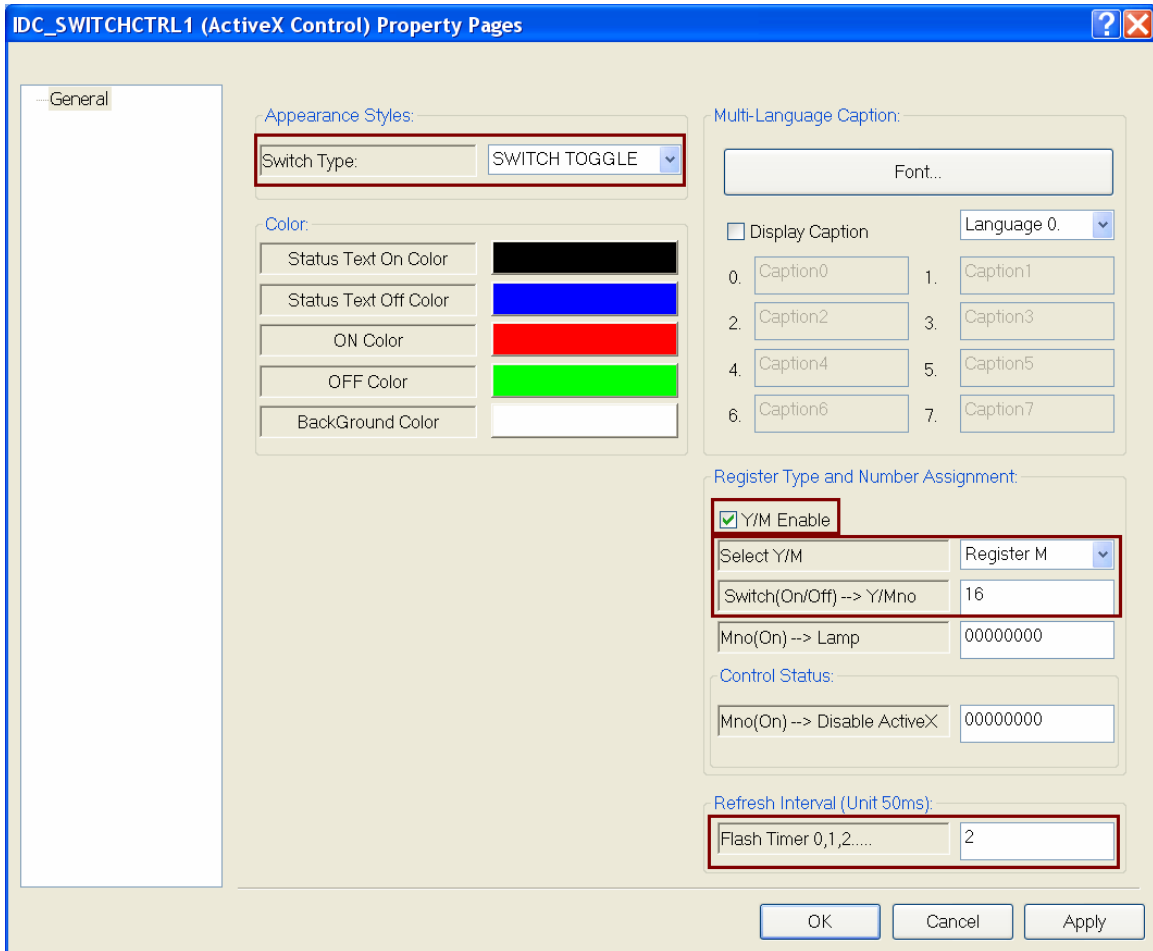 IDC_SWITCHCTRL1 (ActiveX Control) Property Pages
General
Appearance Styles:
Switch Type:
SWITCH TOGGLE
Color:
Status Text On Color
Status Text Off Color
ON Color
OFF Color
BackGround Color
Multi-Language Caption:
Font...
Display Caption
Language 0.
0. Caption0 1. Caption1
2. Caption2 3. Caption3
4. Caption4 5. Caption5
6. Caption6 7. Caption7
Register Type and Number Assignment:
Y/M Enable
Select Y/M Register M
Switch(On/Off) --> Y/Mno 16
Mno(On) --> Lamp 00000000
Control Status:
Mno(On) --> Disable ActiveX 00000000
Refresh Interval (Unit 50ms):
Flash Timer 0,1,2..... 2
OK Cancel Apply